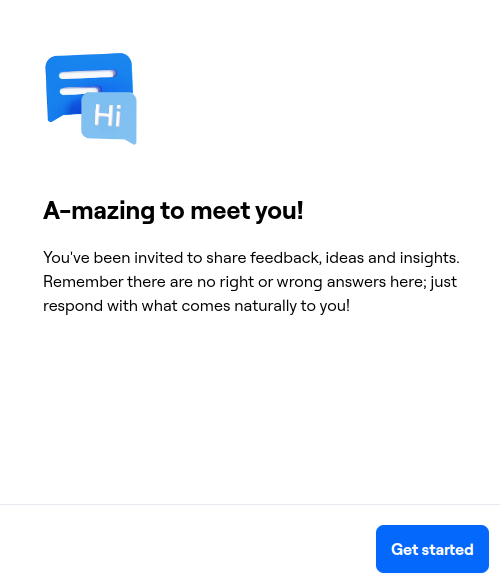 Hi
A-mazing to meet you!
You've been invited to share feedback, ideas and insights.
Remember there are no right or wrong answers here; just
respond with what comes naturally to you!
Get started